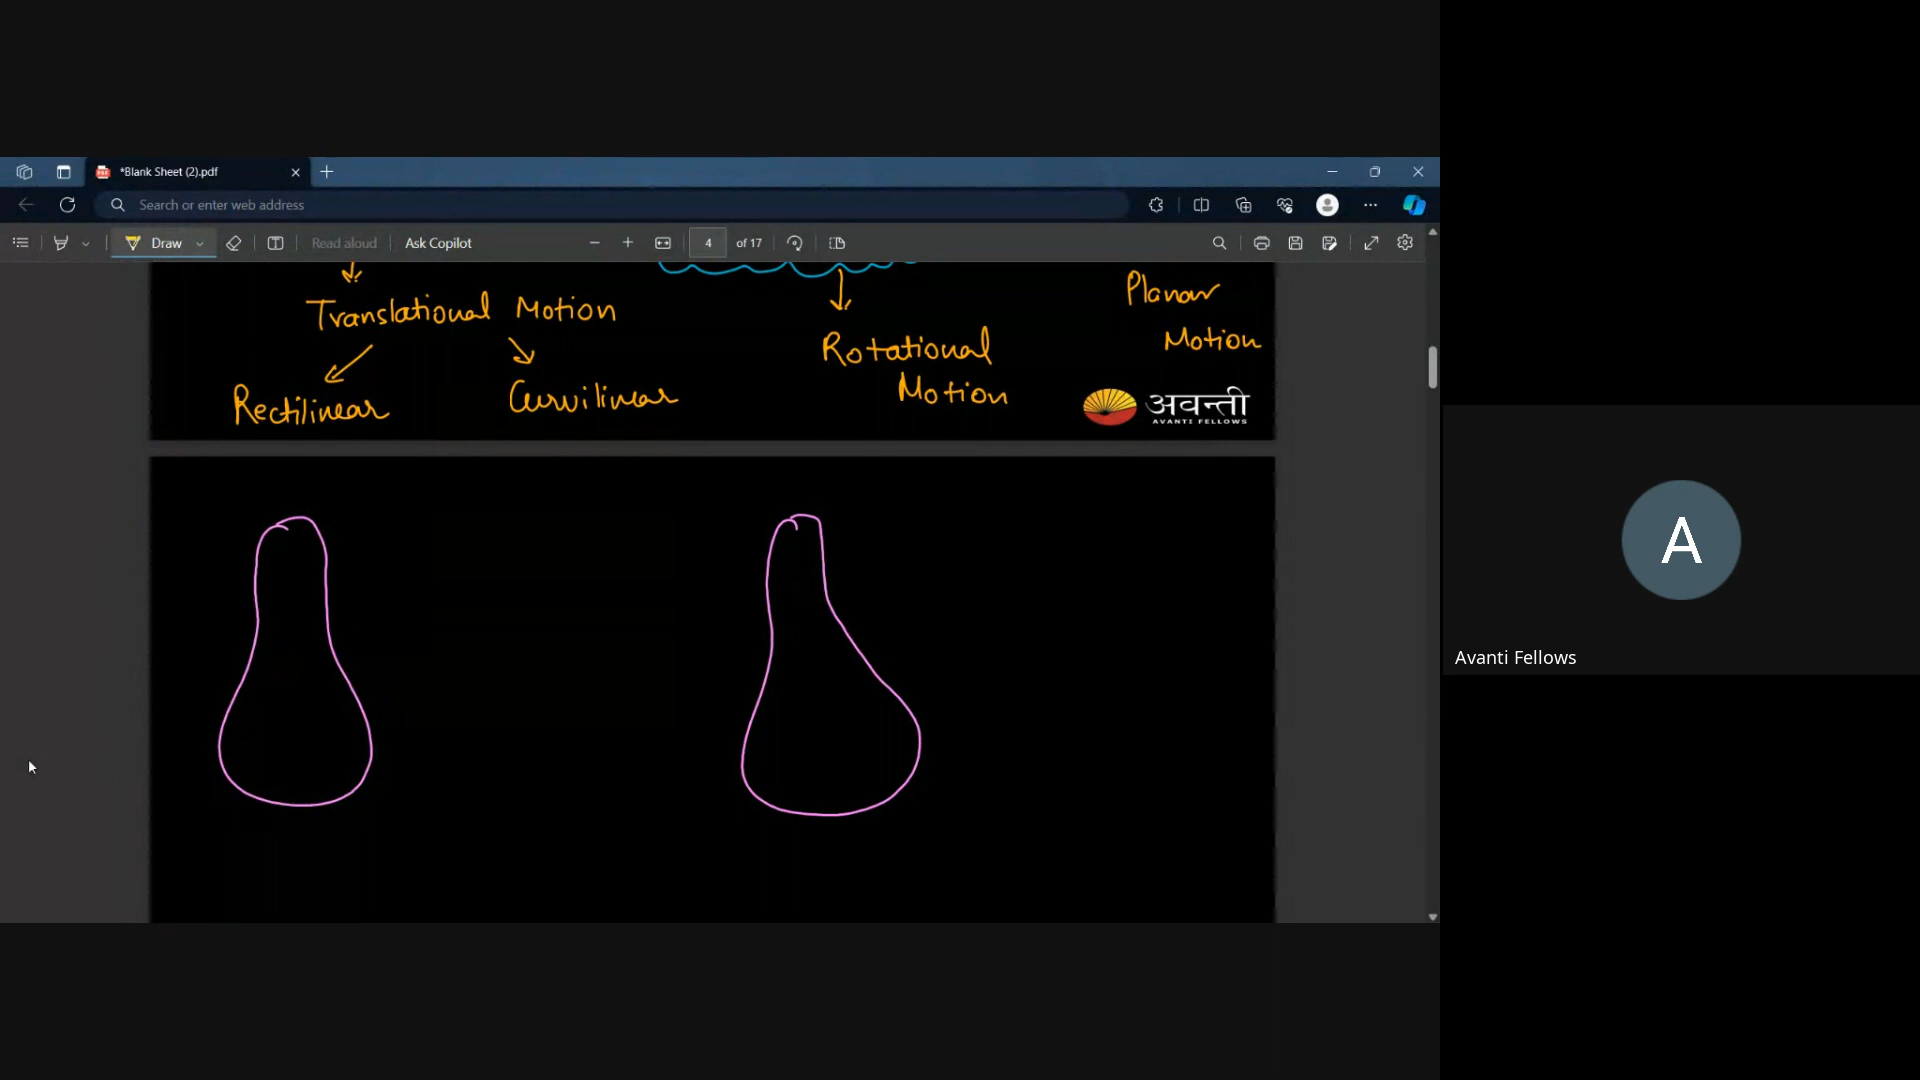 *Blank Sheet (2).pdf
Search or enter web address
Draw
Read aloud
Ask Copilot
4
of 17
Translational Motion
Rectilinear
Curvilinear
Rotational
Motion
Planar
Motion
अवन्ती
AVANTI FELLOWS
A
Avanti Fellows